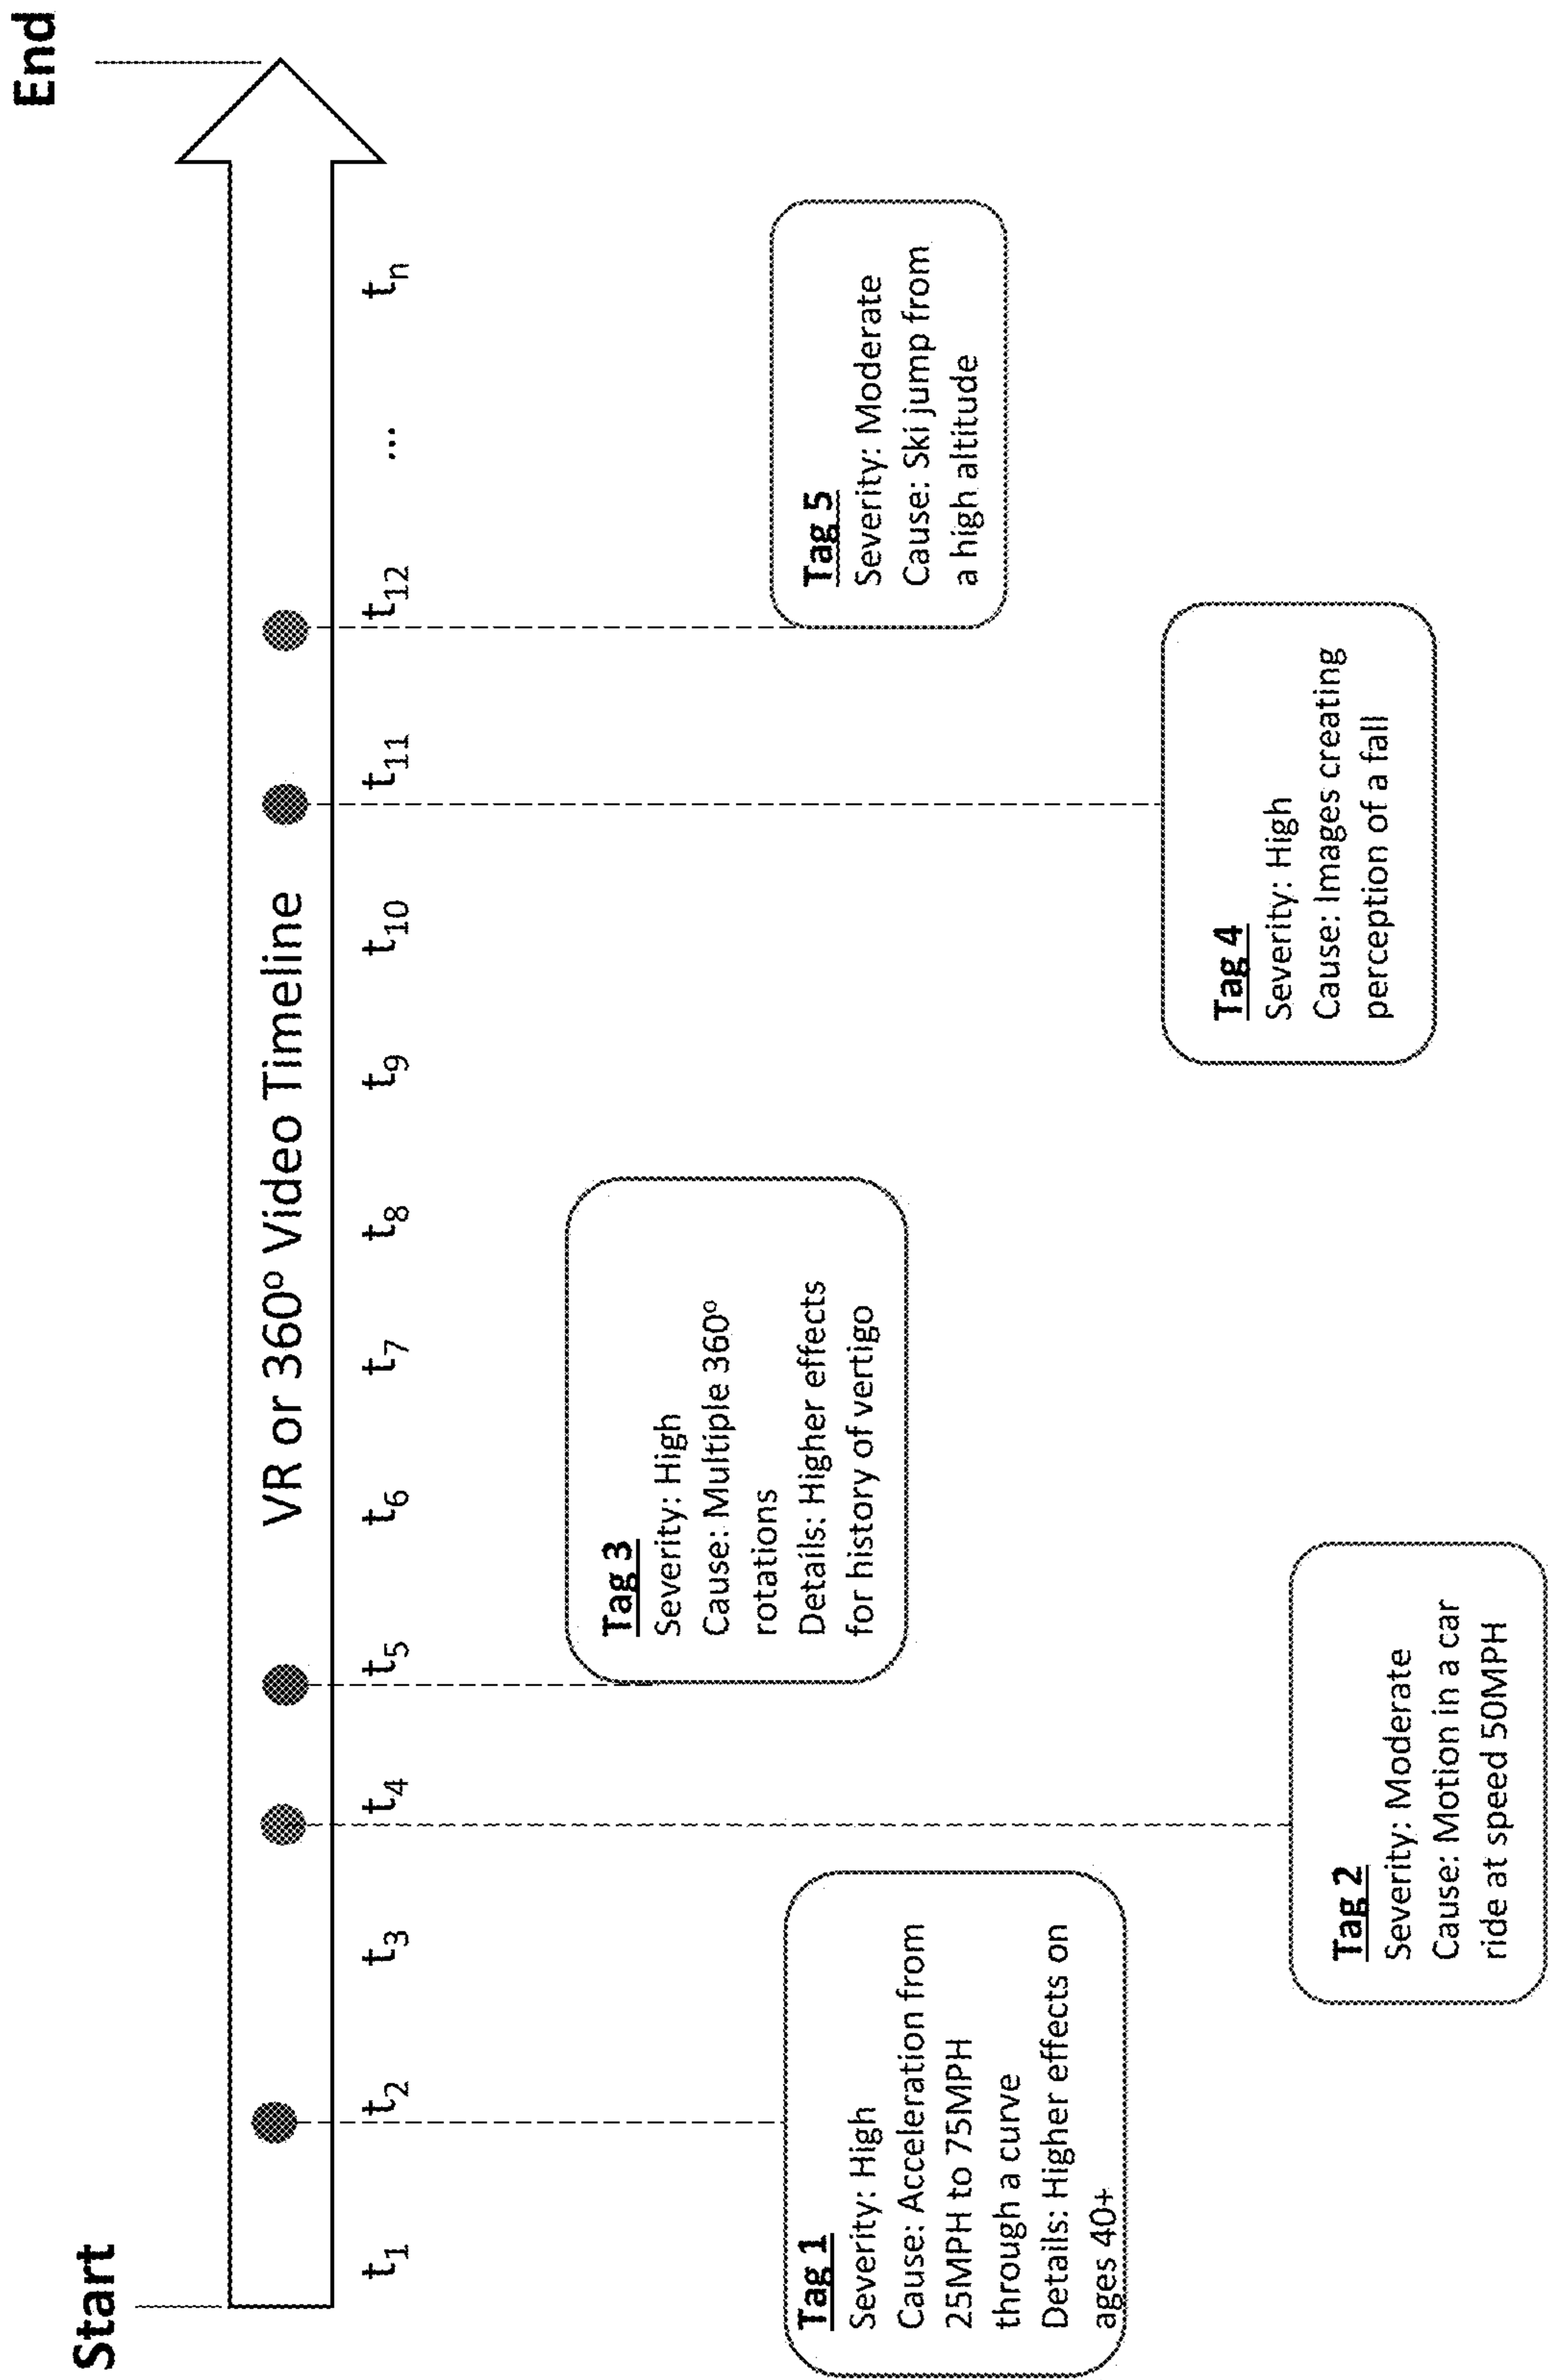 Start
End
VR or 360º Video Timeline
t1
t2
t3
t4
t5
t6
t7
t8
t9
t10
t11
t12
...
tn
Tag 1
Severity: High
Cause: Acceleration from
25MPH to 75MPH
through a curve
Details: Higher effects on
ages 40+
Tag 2
Severity: Moderate
Cause: Motion in a car
ride at speed 50MPH
Tag 3
Severity: High
Cause: Multiple 360º
rotations
Details: Higher effects
for history of vertigo
Tag 4
Severity: High
Cause: Images creating
perception of a fall
Tag 5
Severity: Moderate
Cause: Ski jump from
a high altitude